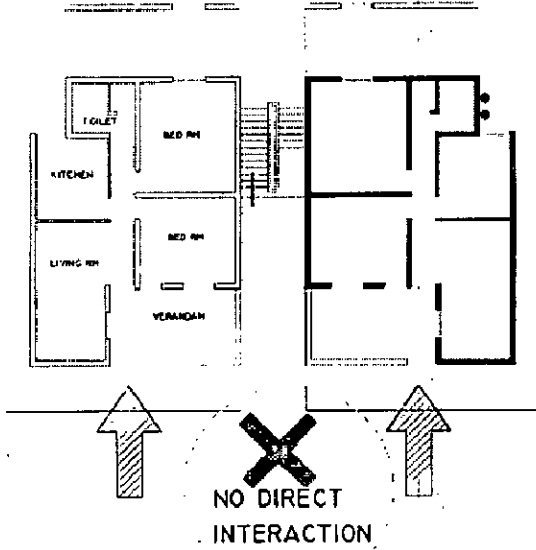 TOILET
BED RM
KITCHEN
BED RM
LIVING RM
VERANDAH
NO DIRECT
INTERACTION